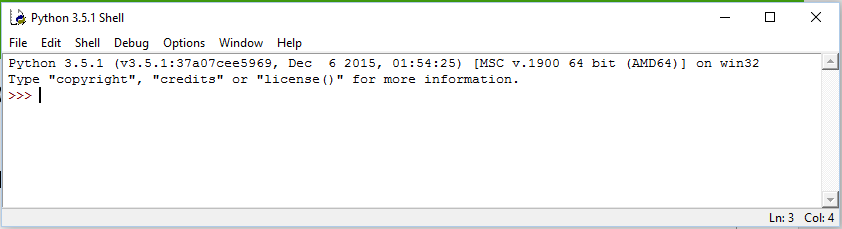 Python 3.5.1 Shell
File Edit Shell Debug Options Window Help
Python 3.5.1 (v3.5.1:37a07cee5969, Dec  6 2015, 01:54:25) [MSC v.1900 64 bit (AMD64)] on win32
Type "copyright", "credits" or "license()" for more information.
>>>
Ln: 3 Col: 4